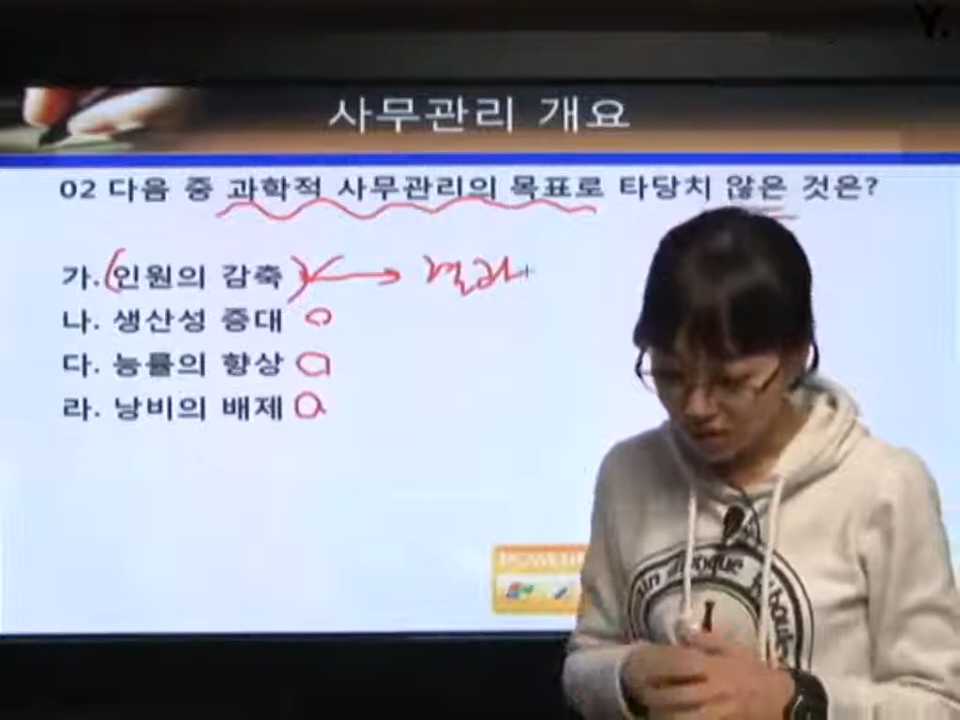 Y.
사무관리 개요
02 다음 중 과학적 사무관리의 목표로 타당치 않은 것은?
가. (인원의 감축) 결과
나. 생산성 증대
다. 능률의 향상
라. 낭비의 배제